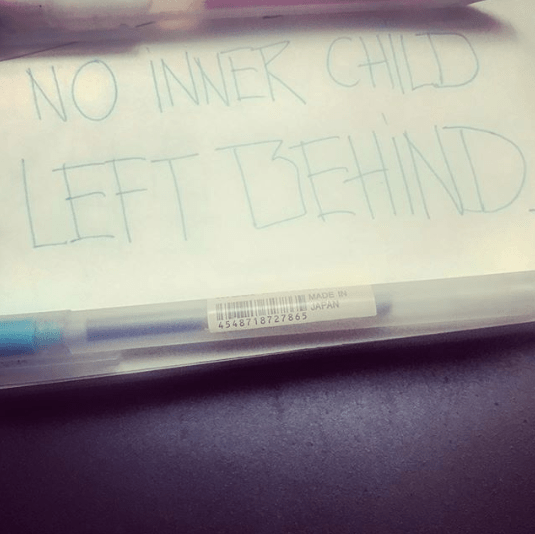 NO INNER CHILD
LEFT BEHIND.
MADE IN
JAPAN
4548718727865